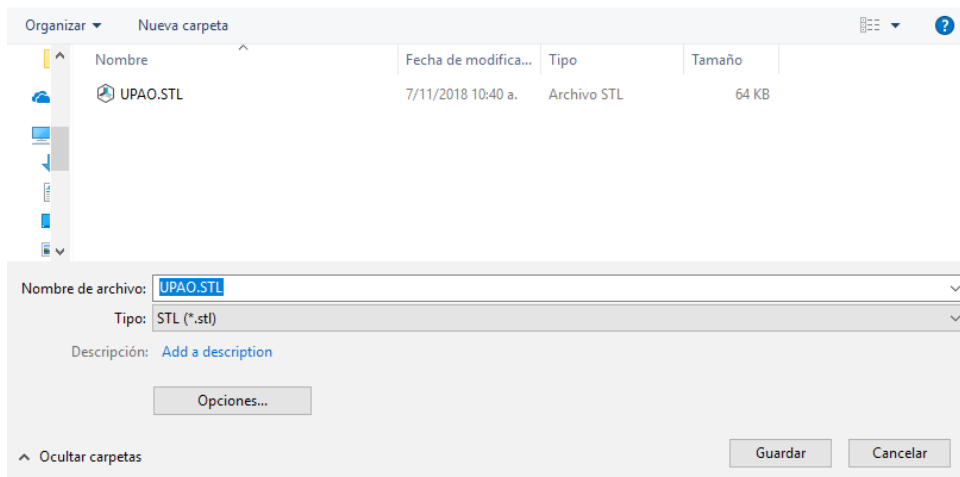 Organizar Nueva carpeta ?
Nombre Fecha de modifica... Tipo Tamaño
UPAO.STL 7/11/2018 10:40 a. Archivo STL 64 KB
Nombre de archivo: UPAO.STL
Tipo: STL (*.stl)
Descripción: Add a description
Opciones...
Ocultar carpetas Guardar Cancelar